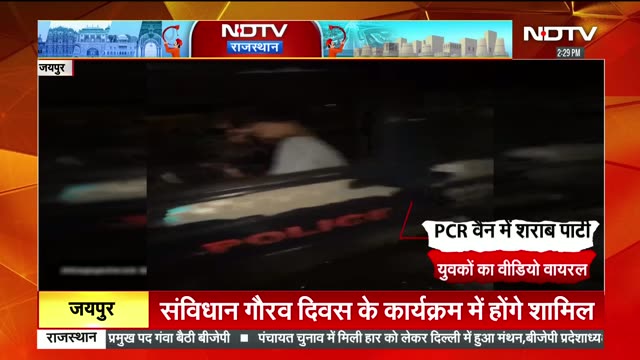 NDTV
राजस्थान
NDTV
2:29 PM
जयपुर
POLICE
PCR वैन में शराब पार्टी
युवकों का वीडियो वायरल
जयपुर
संविधान गौरव दिवस के कार्यक्रम में होंगे शामिल
राजस्थान
प्रमुख पद गंवा बैठी बीजेपी ▪ पंचायत चुनाव में मिली हार को लेकर दिल्ली में हुआ मंथन,बीजेपी प्रदेशाध्य